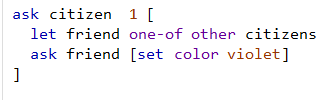 ask citizen  1 [
  let friend one-of other citizens
  ask friend [set color violet]
]